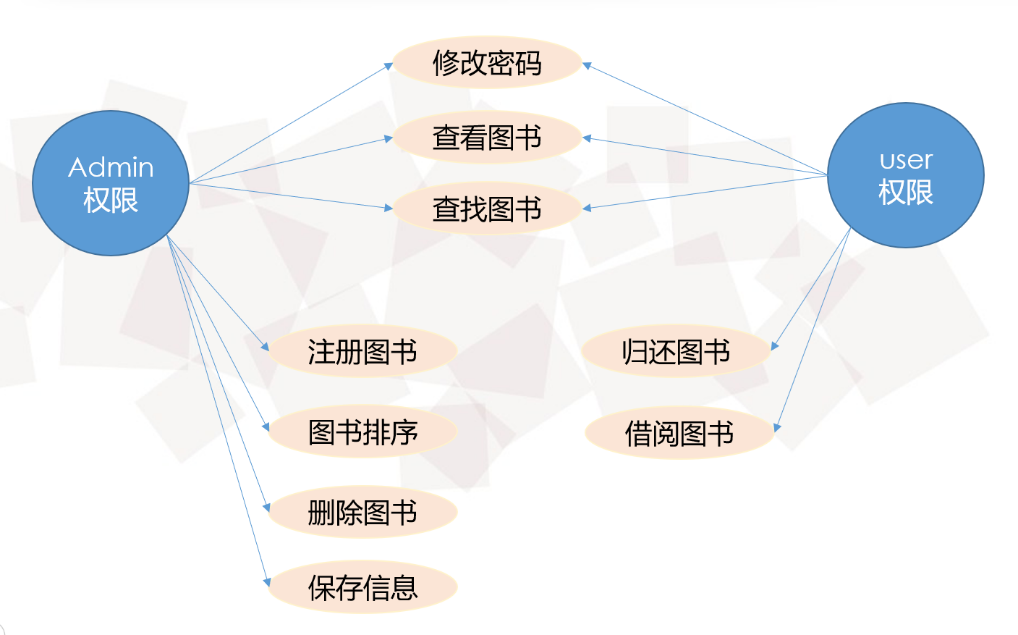 修改密码
查看图书
查找图书
Admin
权限
user
权限
注册图书
图书排序
删除图书
保存信息
归还图书
借阅图书